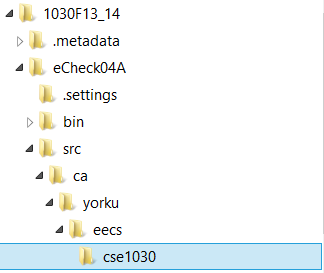 1030F13_14
.metadata
eCheck04A
.settings
bin
src
ca
yorku
eecs
cse1030